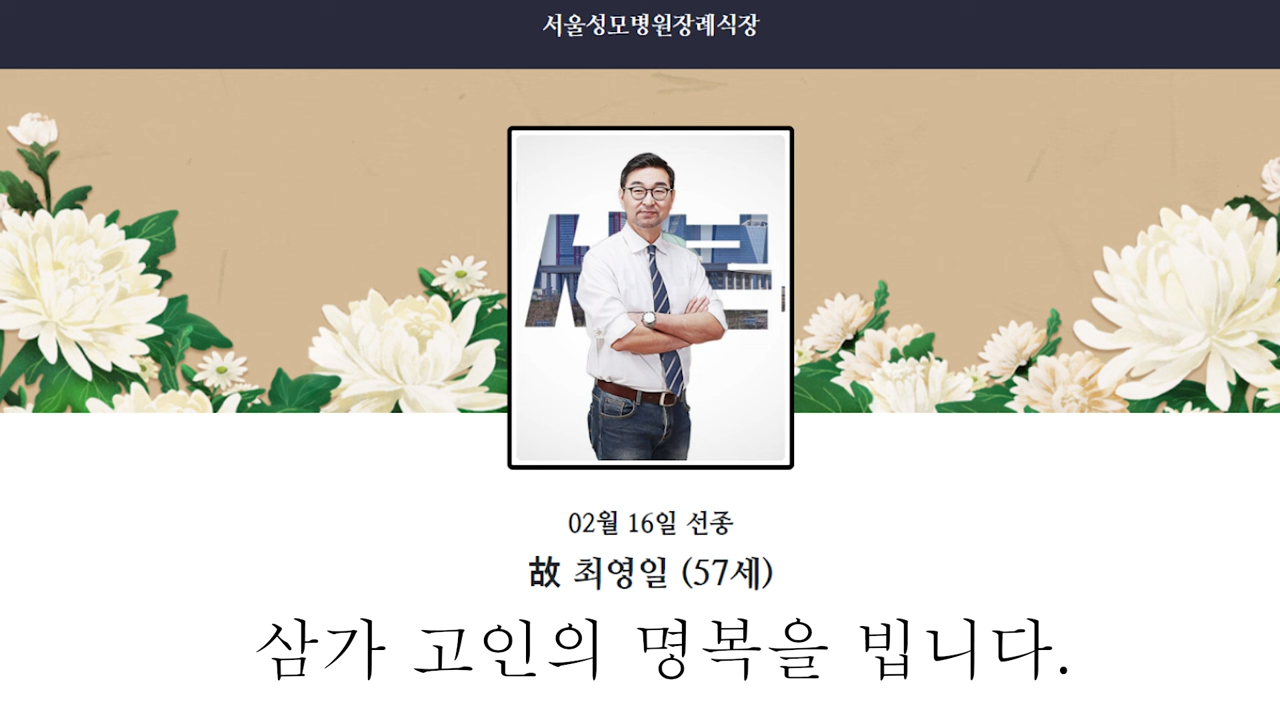 서울성모병원장례식장
02월 16일 선종
故 최영일 (57세)
삼가 고인의 명복을 빕니다.